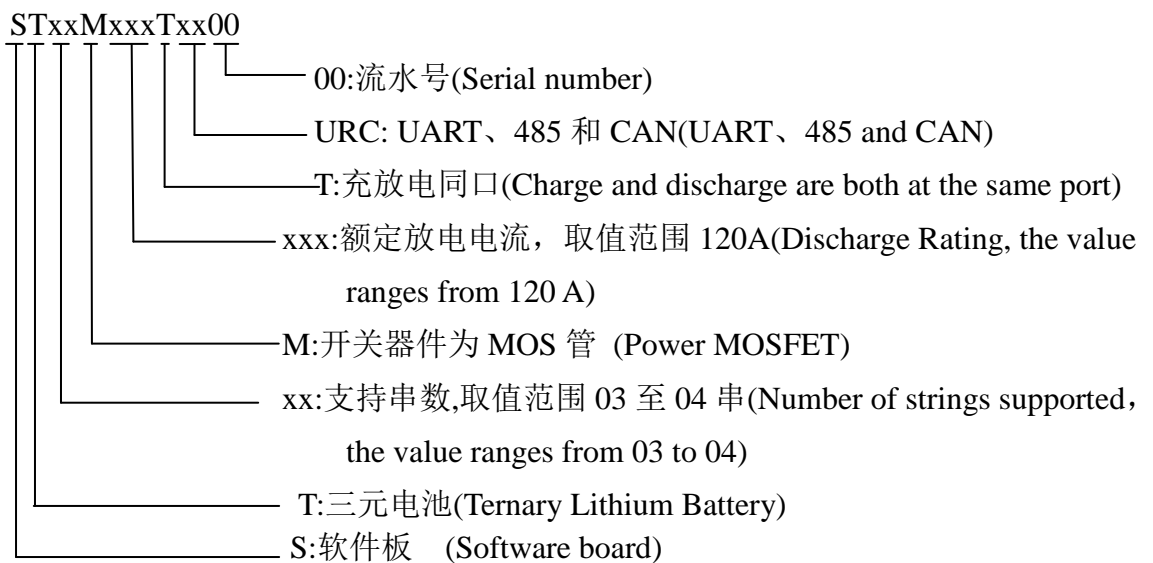 STxxMxxxTxx00
00:流水号(Serial number)
URC: UART、485 和 CAN(UART、485 and CAN)
T:充放电同口(Charge and discharge are both at the same port)
xxx:额定放电电流，取值范围 120A(Discharge Rating, the value
ranges from 120 A)
M:开关器件为 MOS 管 (Power MOSFET)
xx:支持串数,取值范围 03 至 04 串(Number of strings supported，
the value ranges from 03 to 04)
T:三元电池(Ternary Lithium Battery)
S:软件板 (Software board)